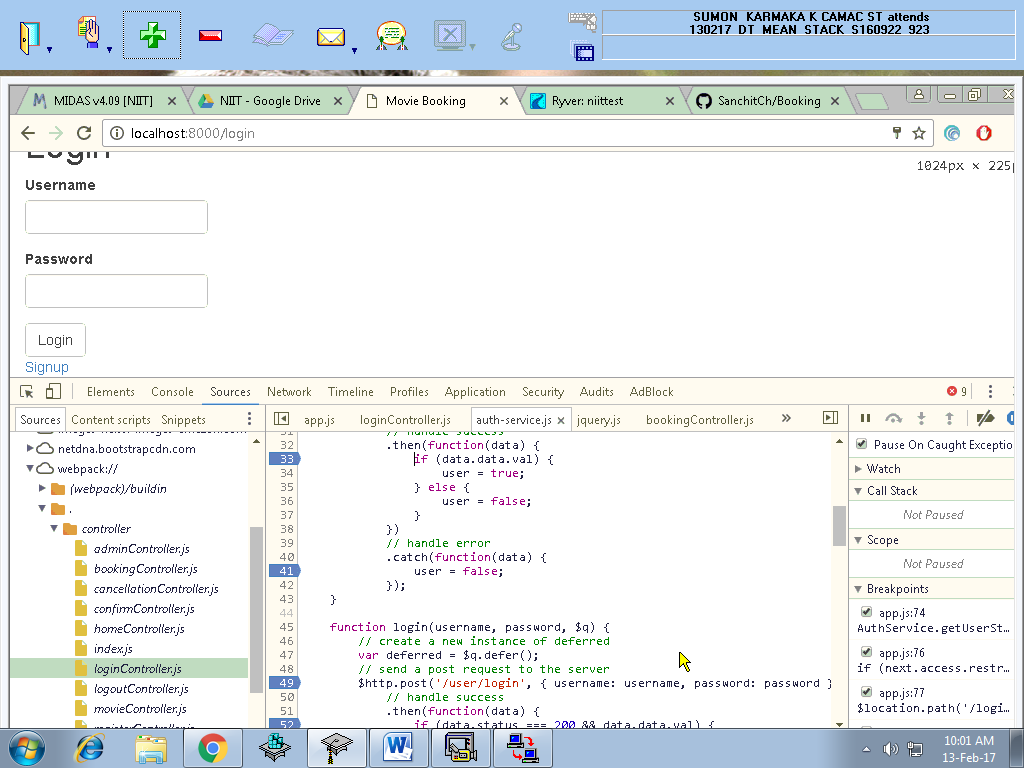 SUMON KARMAKA K CAMAC ST attends
130217_DT_MEAN_STACK_S160922_923
MIDAS v4.09 [NIIT]
NIIT - Google Drive
Movie Booking
Ryver: niittest
SanchitCh/Booking
localhost:8000/login
Login
1024px × 225p
Username
Password
Login
Signup
Elements Console Sources Network Timeline Profiles Application Security Audits AdBlock 9
Sources Content scripts Snippets
app.js loginController.js auth-service.js jquery.js bookingController.js
Pause On Caught Exceptio
netdna.bootstrapcdn.com
webpack://
(webpack)/buildin
.
controller
adminController.js
bookingController.js
cancellationController.js
confirmController.js
homeController.js
index.js
loginController.js
logoutController.js
movieController.js
registerController.js
31 // handle success
32 .then(function(data) {
33 if (data.data.val) {
34 user = true;
35 } else {
36 user = false;
37 }
38 })
39 // handle error
40 .catch(function(data) {
41 user = false;
42 });
43 }
44
45 function login(username, password, $q) {
46 // create a new instance of deferred
47 var deferred = $q.defer();
48 // send a post request to the server
49 $http.post('/user/login', { username: username, password: password }
50 // handle success
51 .then(function(data) {
52 if (data.status === 200 && data.data.val) {
Watch
Call Stack
Not Paused
Scope
Not Paused
Breakpoints
app.js:74
AuthService.getUserSt…
app.js:76
if (next.access.restr…
app.js:77
$location.path('/logi…
10:01 AM
13-Feb-17